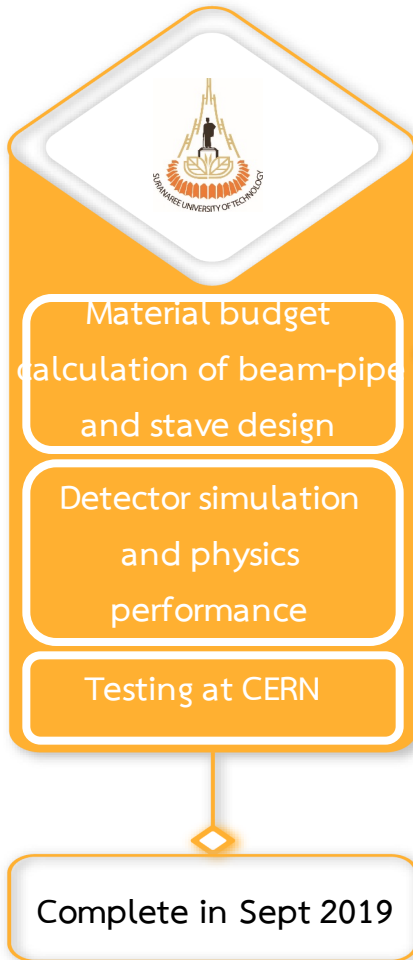 SURANAREE UNIVERSITY OF TECHNOLOGY
Material budget
calculation of beam-pipe
and stave design
Detector simulation
and physics
performance
Testing at CERN
Complete in Sept 2019